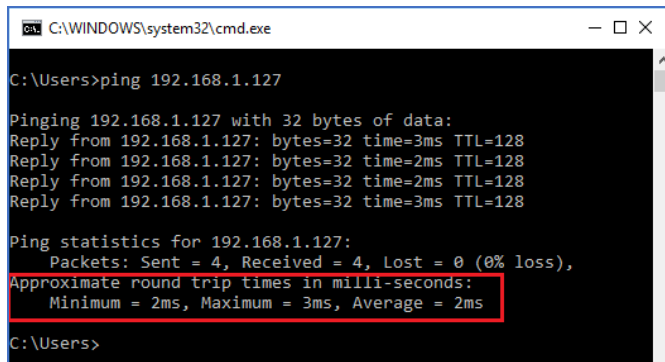 C:\WINDOWS\system32\cmd.exe
C:\Users>ping 192.168.1.127
Pinging 192.168.1.127 with 32 bytes of data:
Reply from 192.168.1.127: bytes=32 time=3ms TTL=128
Reply from 192.168.1.127: bytes=32 time=2ms TTL=128
Reply from 192.168.1.127: bytes=32 time=2ms TTL=128
Reply from 192.168.1.127: bytes=32 time=3ms TTL=128
Ping statistics for 192.168.1.127:
Packets: Sent = 4, Received = 4, Lost = 0 (0% loss),
Approximate round trip times in milli-seconds:
Minimum = 2ms, Maximum = 3ms, Average = 2ms
C:\Users>